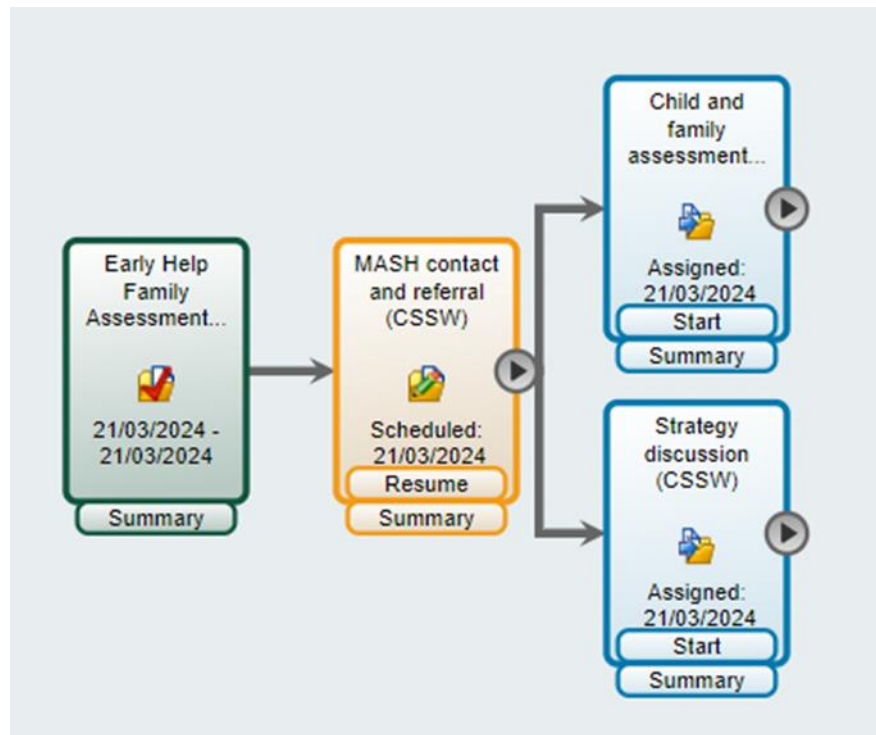 Early Help
Family
Assessment...
21/03/2024 -
21/03/2024
Summary
MASH contact
and referral
(CSSW)
Scheduled:
21/03/2024
Resume
Summary
Child and
family
assessment...
Assigned:
21/03/2024
Start
Summary
Strategy
discussion
(CSSW)
Assigned:
21/03/2024
Start
Summary